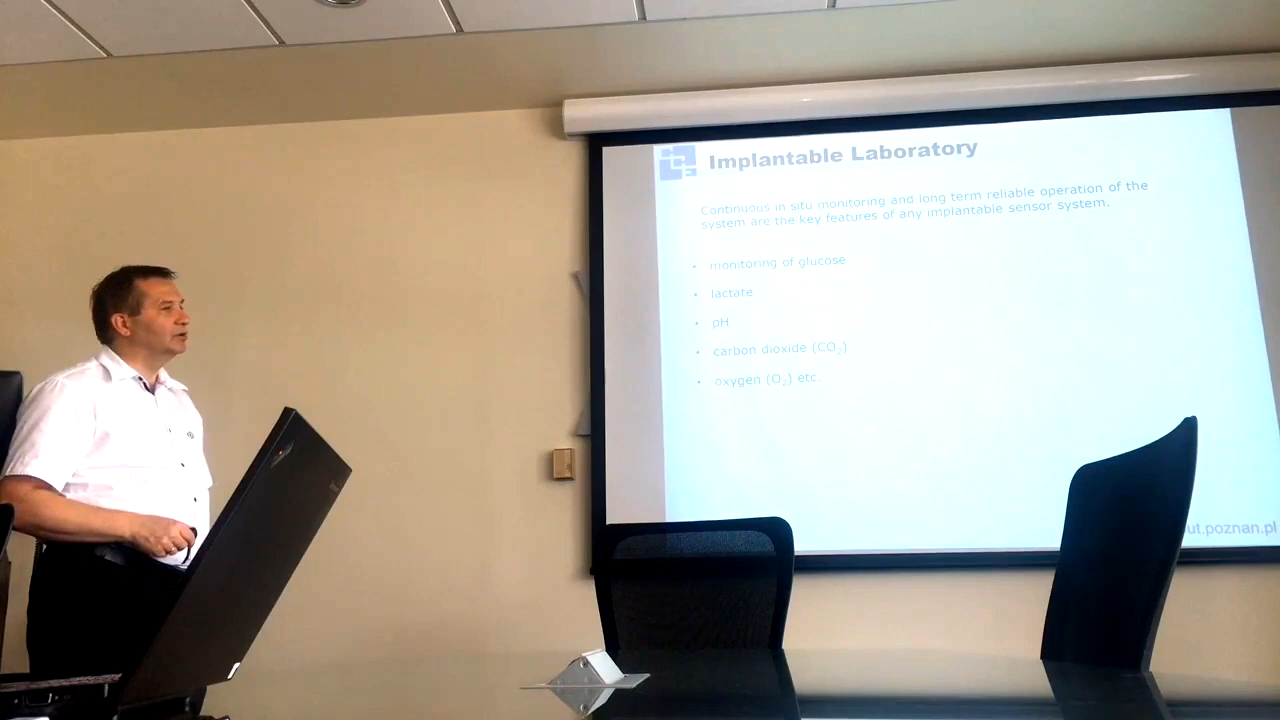 Implantable Laboratory
Continuous in situ monitoring and long term reliable operation of the
system are the key features of any implantable sensor system.
• monitoring of glucose
• lactate
• pH
• carbon dioxide (CO₂)
• oxygen (O₂) etc.
ut.poznan.pl